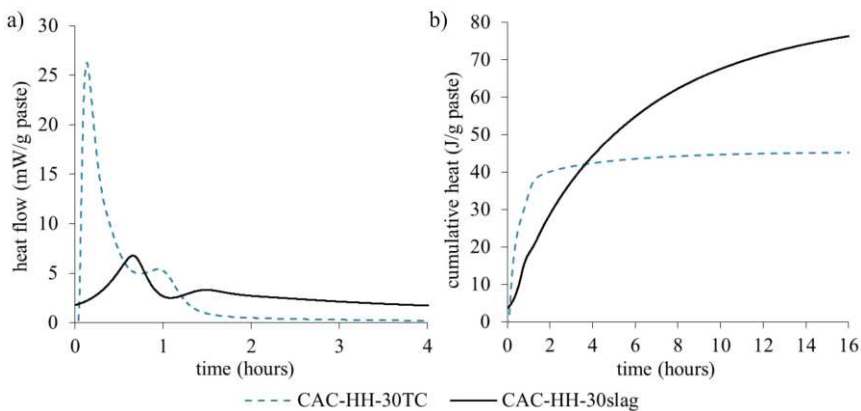 a)
heat flow (mW/g paste)
30
25
20
15
10
5
0
0 1 2 3 4
time (hours)
b)
cumulative heat (J/g paste)
80
70
60
50
40
30
20
10
0
0 2 4 6 8 10 12 14 16
time (hours)
CAC-HH-30TC CAC-HH-30slag